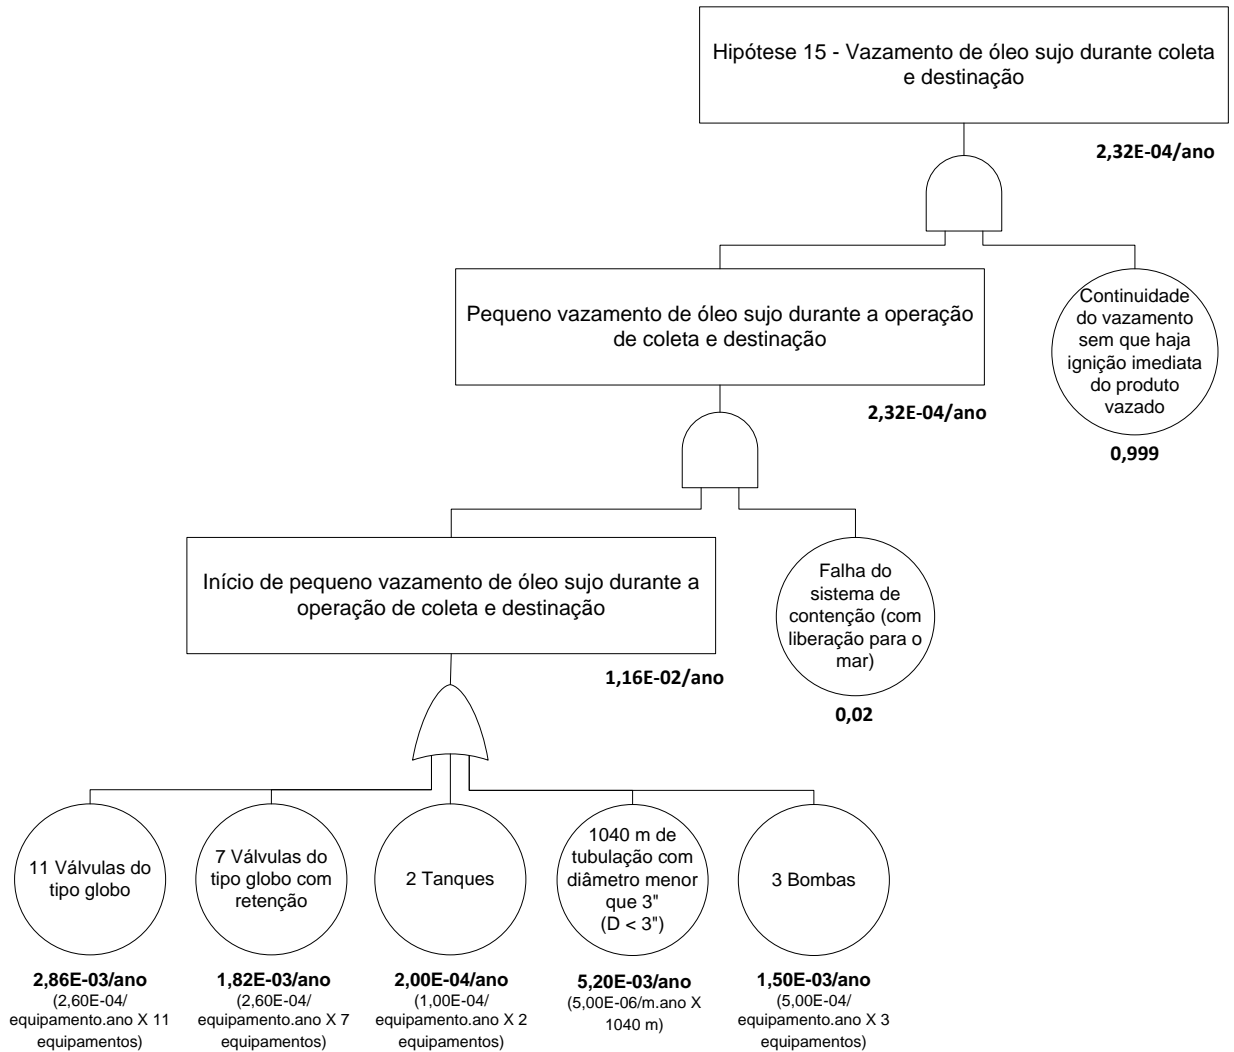 Hipótese 15 - Vazamento de óleo sujo durante coleta
e destinação
2,32E-04/ano
Pequeno vazamento de óleo sujo durante a operação
de coleta e destinação
2,32E-04/ano
Continuidade
do vazamento
sem que haja
ignição imediata
do produto
vazado
0,999
Início de pequeno vazamento de óleo sujo durante a
operação de coleta e destinação
1,16E-02/ano
Falha do
sistema de
contenção (com
liberação para o
mar)
0,02
11 Válvulas do
tipo globo
2,86E-03/ano
(2,60E-04/
equipamento.ano X 11
equipamentos)
7 Válvulas do
tipo globo com
retenção
1,82E-03/ano
(2,60E-04/
equipamento.ano X 7
equipamentos)
2 Tanques
2,00E-04/ano
(1,00E-04/
equipamento.ano X 2
equipamentos)
1040 m de
tubulação com
diâmetro menor
que 3"
(D < 3")
5,20E-03/ano
(5,00E-06/m.ano X
1040 m)
3 Bombas
1,50E-03/ano
(5,00E-04/
equipamento.ano X 3
equipamentos)